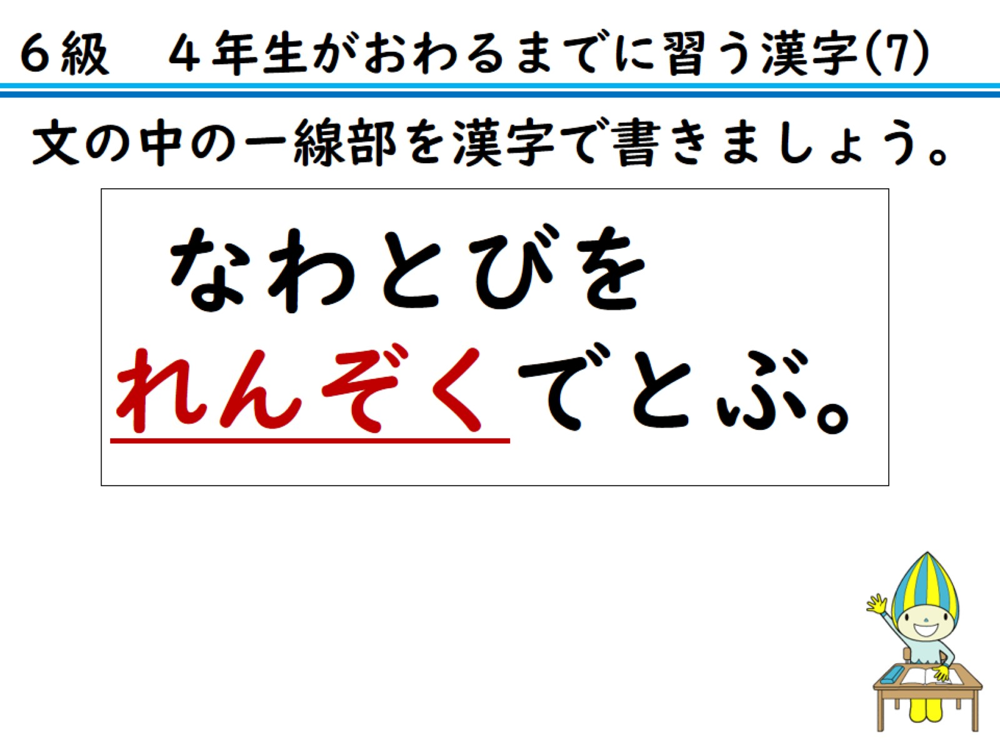 ６級　４年生がおわるまでに習う漢字(7)
文の中の一線部を漢字で書きましょう。
なわとびを
れんぞくでとぶ。